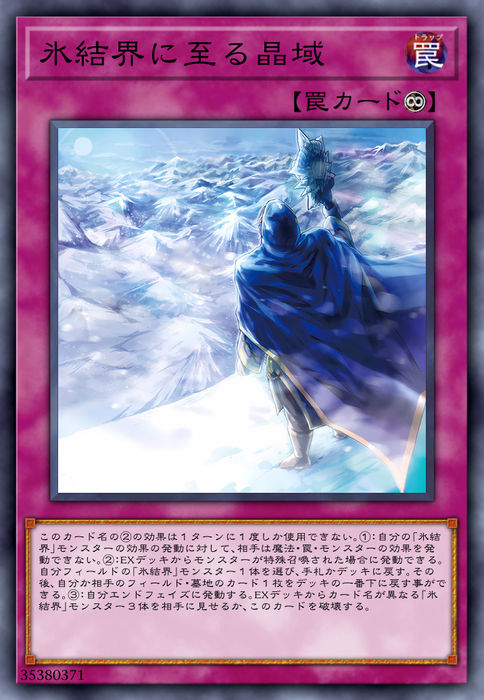 氷結界に至る晶域
トラップ
罠
【罠カード】
このカード名の②の効果は1ターンに1度しか使用できない。①:自分の「氷結
界」モンスターの効果の発動に対して、相手は魔法・罠・モンスターの効果を発
動できない。②:EXデッキからモンスターが特殊召喚された場合に発動できる。
自分フィールドの「氷結界」モンスター1体を選び、手札かデッキに戻す。その
後、自分か相手のフィールド・墓地のカード1枚をデッキの一番下に戻す事がで
きる。③:自分エンドフェイズに発動する。EXデッキからカード名が異なる「氷
結界」モンスター3体を相手に見せるか、このカードを破壊する。
35380371